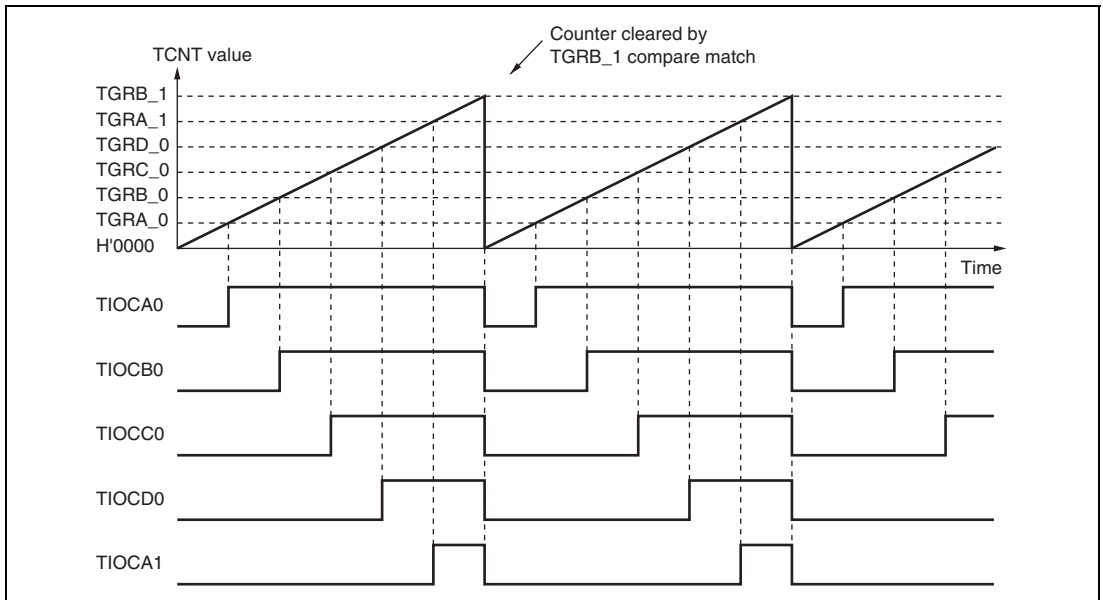 Counter cleared by
TGRB_1 compare match
TCNT value
TGRB_1
TGRA_1
TGRD_0
TGRC_0
TGRB_0
TGRA_0
H'0000
Time
TIOCA0
TIOCB0
TIOCC0
TIOCD0
TIOCA1